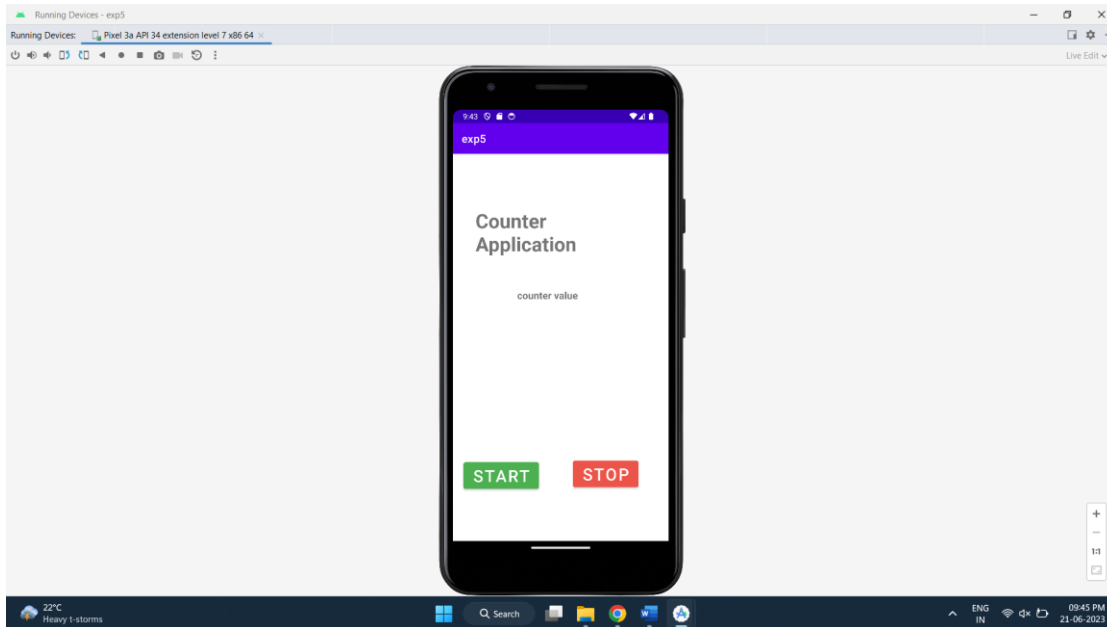 Running Devices - exp5
Running Devices: Pixel 3a API 34 extension level 7 x86 64
Live Edit
9:43
exp5
Counter
Application
counter value
START STOP
1:1
22°C
Heavy t-storms
Search
ENG
IN
09:45 PM
21-06-2023